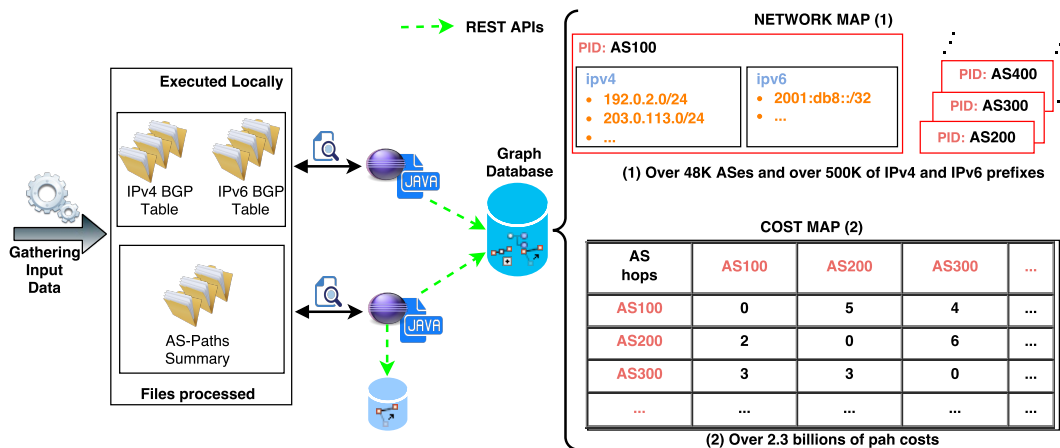 REST APIs
Executed Locally
IPv4 BGP
Table
IPv6 BGP
Table
AS-Paths
Summary
Files processed
Gathering
Input
Data
JAVA
JAVA
Graph
Database
NETWORK MAP (1)
PID: AS100
ipv4
• 192.0.2.0/24
• 203.0.113.0/24
• ...
ipv6
• 2001:db8::/32
• ...
PID: AS400
PID: AS300
PID: AS200
(1) Over 48K ASes and over 500K of IPv4 and IPv6 prefixes
COST MAP (2)
AS hops AS100 AS200 AS300 ...
AS100 0 5 4 ...
AS200 2 0 6 ...
AS300 3 3 0 ...
... ... ... ... ...
(2) Over 2.3 billions of pah costs